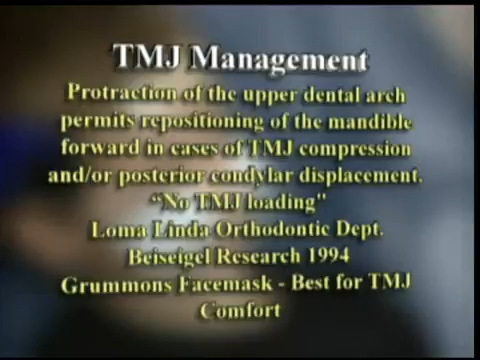 TMJ Management
Protraction of the upper dental arch
permits repositioning of the mandible
forward in cases of TMJ compression
and/or posterior condylar displacement.
“No TMJ loading"
Loma Linda Orthodontic Dept.
Beiseigel Research 1994
Grummons Facemask - Best for TMJ
Comfort